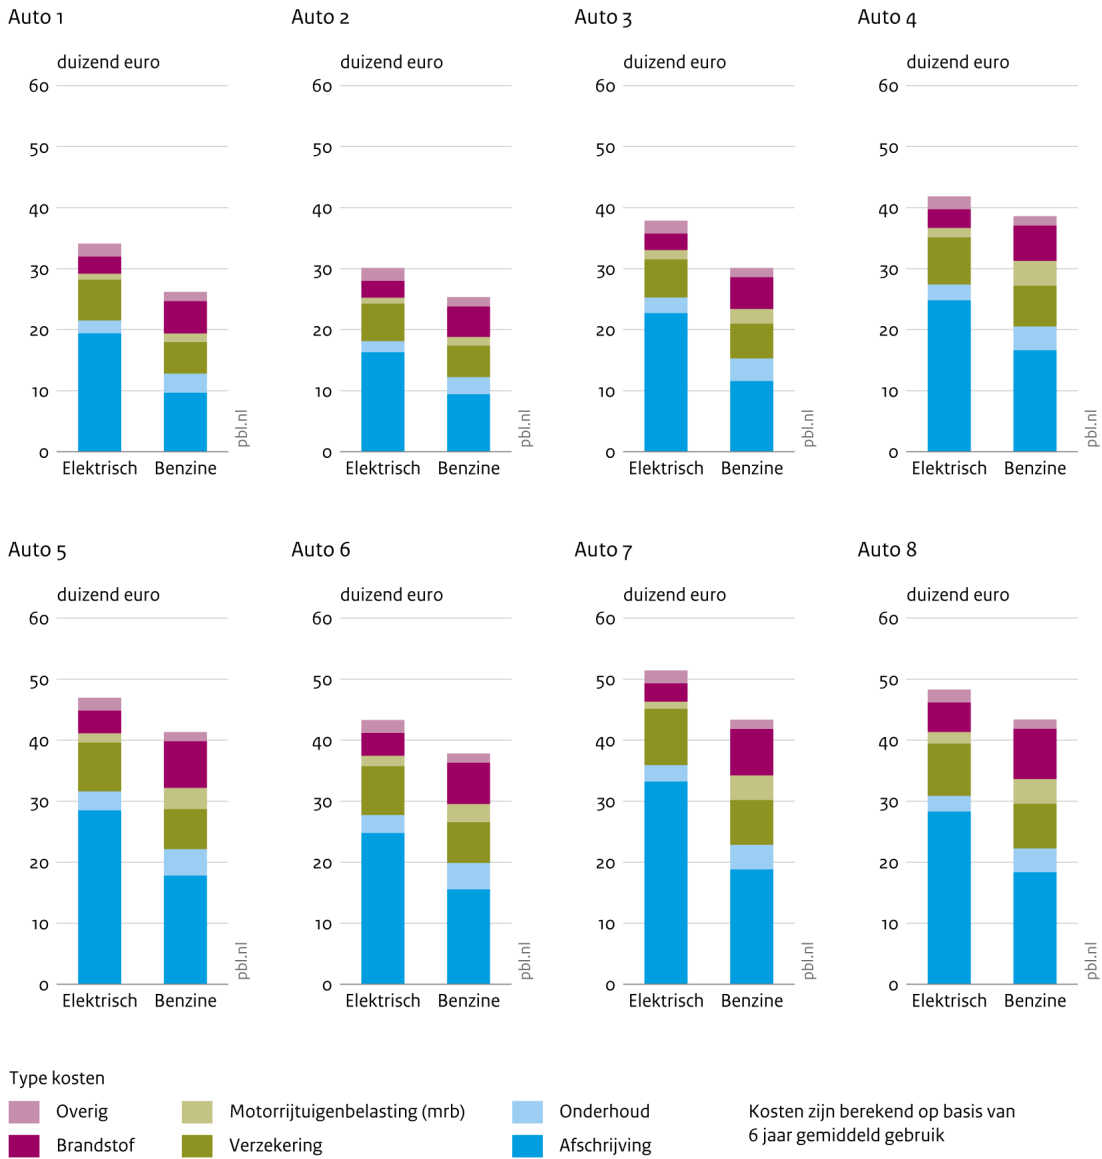 Auto 1
duizend euro
60
50
40
30
20
10
0
Elektrisch Benzine
pbl.nl
Auto 2
duizend euro
60
50
40
30
20
10
0
Elektrisch Benzine
pbl.nl
Auto 3
duizend euro
60
50
40
30
20
10
0
Elektrisch Benzine
pbl.nl
Auto 4
duizend euro
60
50
40
30
20
10
0
Elektrisch Benzine
pbl.nl
Auto 5
duizend euro
60
50
40
30
20
10
0
Elektrisch Benzine
pbl.nl
Auto 6
duizend euro
60
50
40
30
20
10
0
Elektrisch Benzine
pbl.nl
Auto 7
duizend euro
60
50
40
30
20
10
0
Elektrisch Benzine
pbl.nl
Auto 8
duizend euro
60
50
40
30
20
10
0
Elektrisch Benzine
pbl.nl
Type kosten
Overig
Brandstof
Motorrijtuigenbelasting (mrb)
Verzekering
Onderhoud
Afschrijving
Kosten zijn berekend op basis van
6 jaar gemiddeld gebruik